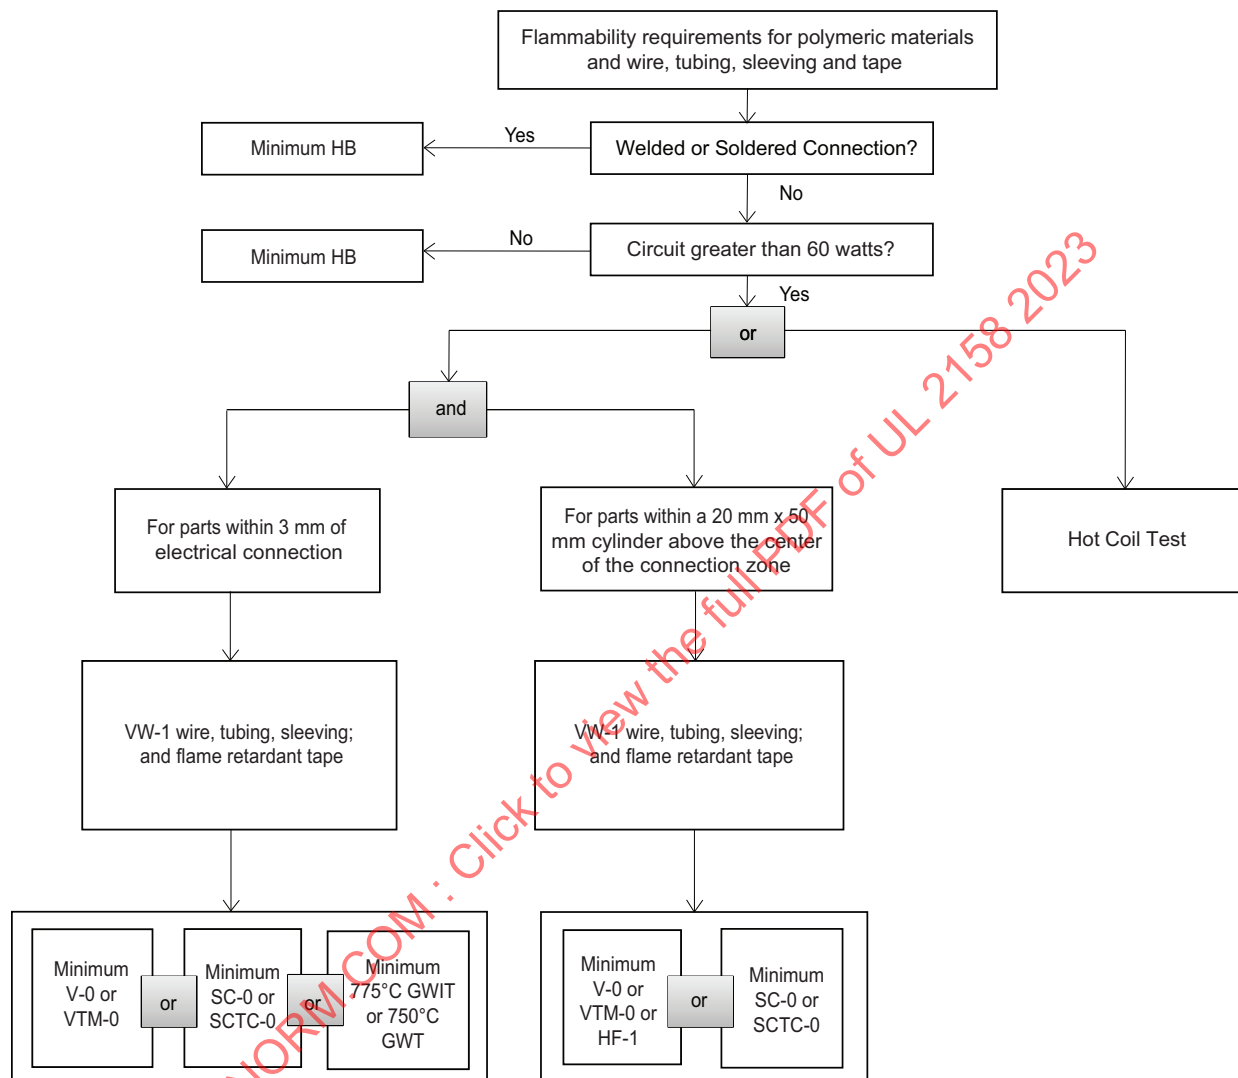 Flammability requirements for polymeric materials
and wire, tubing, sleeving and tape
Minimum HB
Yes
Welded or Soldered Connection?
No
Minimum HB
No
Circuit greater than 60 watts?
Yes
or
and
For parts within 3 mm of
electrical connection
For parts within a 20 mm x 50
mm cylinder above the center
of the connection zone
Hot Coil Test
VW-1 wire, tubing, sleeving;
and flame retardant tape
VW-1 wire, tubing, sleeving;
and flame retardant tape
Minimum
V-0 or
VTM-0
or
Minimum
SC-0 or
SCTC-0
or
Minimum
775°C GWIT
or 750°C
GWT
Minimum
V-0 or
VTM-0 or
HF-1
or
Minimum
SC-0 or
SCTC-0
NORM.COM : Click to view the full PDF of UL 2158 2023